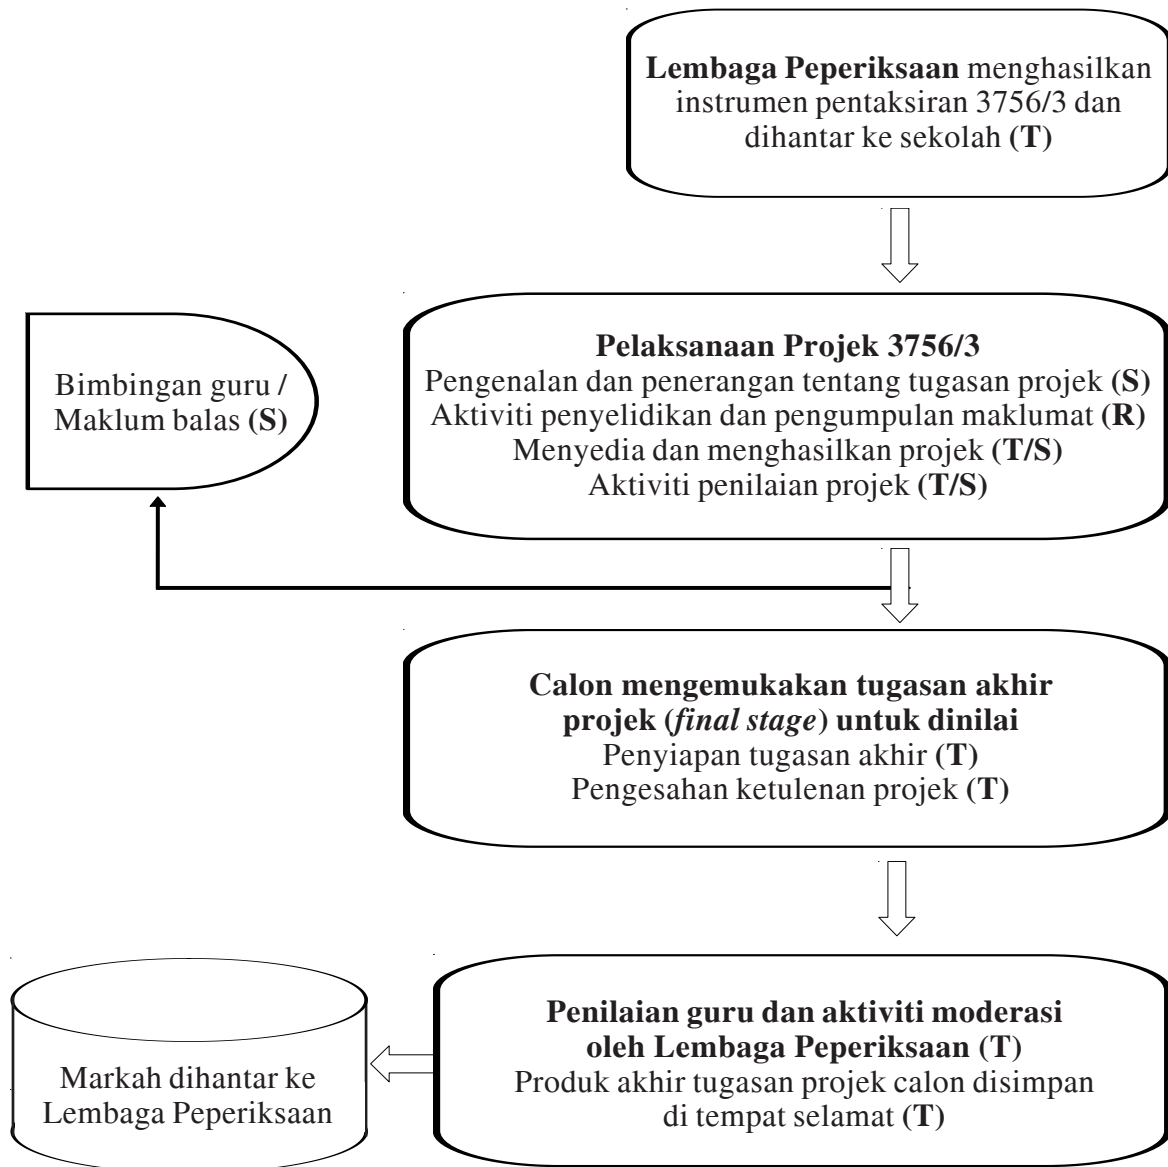 Lembaga Peperiksaan menghasilkan
instrumen pentaksiran 3756/3 dan
dihantar ke sekolah (T)
Bimbingan guru /
Maklum balas (S)
Pelaksanaan Projek 3756/3
Pengenalan dan penerangan tentang tugasan projek (S)
Aktiviti penyelidikan dan pengumpulan maklumat (R)
Menyedia dan menghasilkan projek (T/S)
Aktiviti penilaian projek (T/S)
Calon mengemukakan tugasan akhir
projek (final stage) untuk dinilai
Penyiapan tugasan akhir (T)
Pengesahan ketulenan projek (T)
Penilaian guru dan aktiviti moderasi
oleh Lembaga Peperiksaan (T)
Produk akhir tugasan projek calon disimpan
di tempat selamat (T)
Markah dihantar ke
Lembaga Peperiksaan